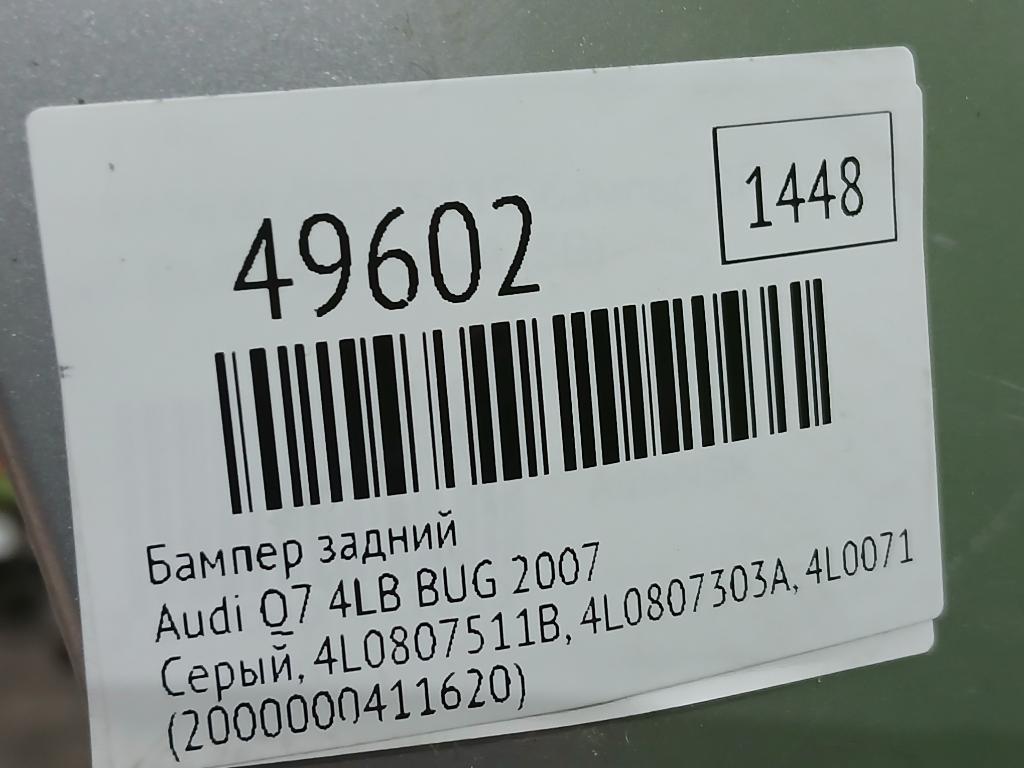 1448
49602
Бампер задний
Audi Q7 4LB BUG 2007
Серый, 4L0807511B, 4L0807303A, 4L0071
(2000000411620)